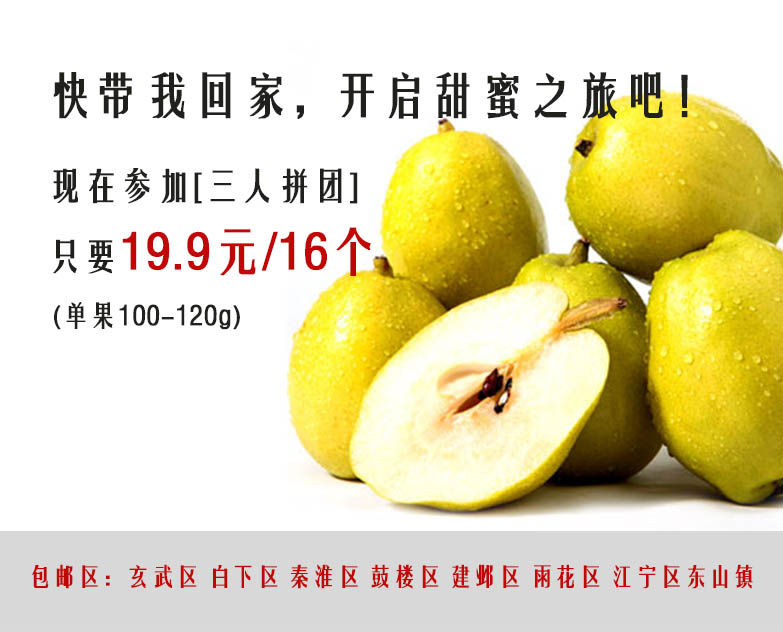 快带我回家，开启甜蜜之旅吧！
现在参加[三人拼团]
只要19.9元/16个
(单果100-120g)
包邮区：玄武区 白下区 秦淮区 鼓楼区 建邺区 雨花区 江宁区东山镇